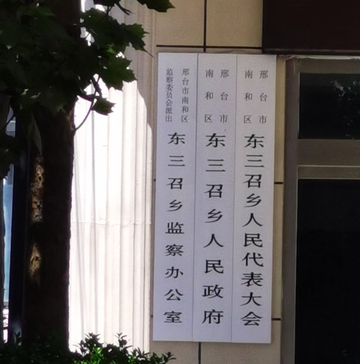 邢台市
南和区
东三召乡人民代表大会
邢台市
南和区
东三召乡人民政府
邢台市南和区
监察委员会派出
东三召乡监察办公室